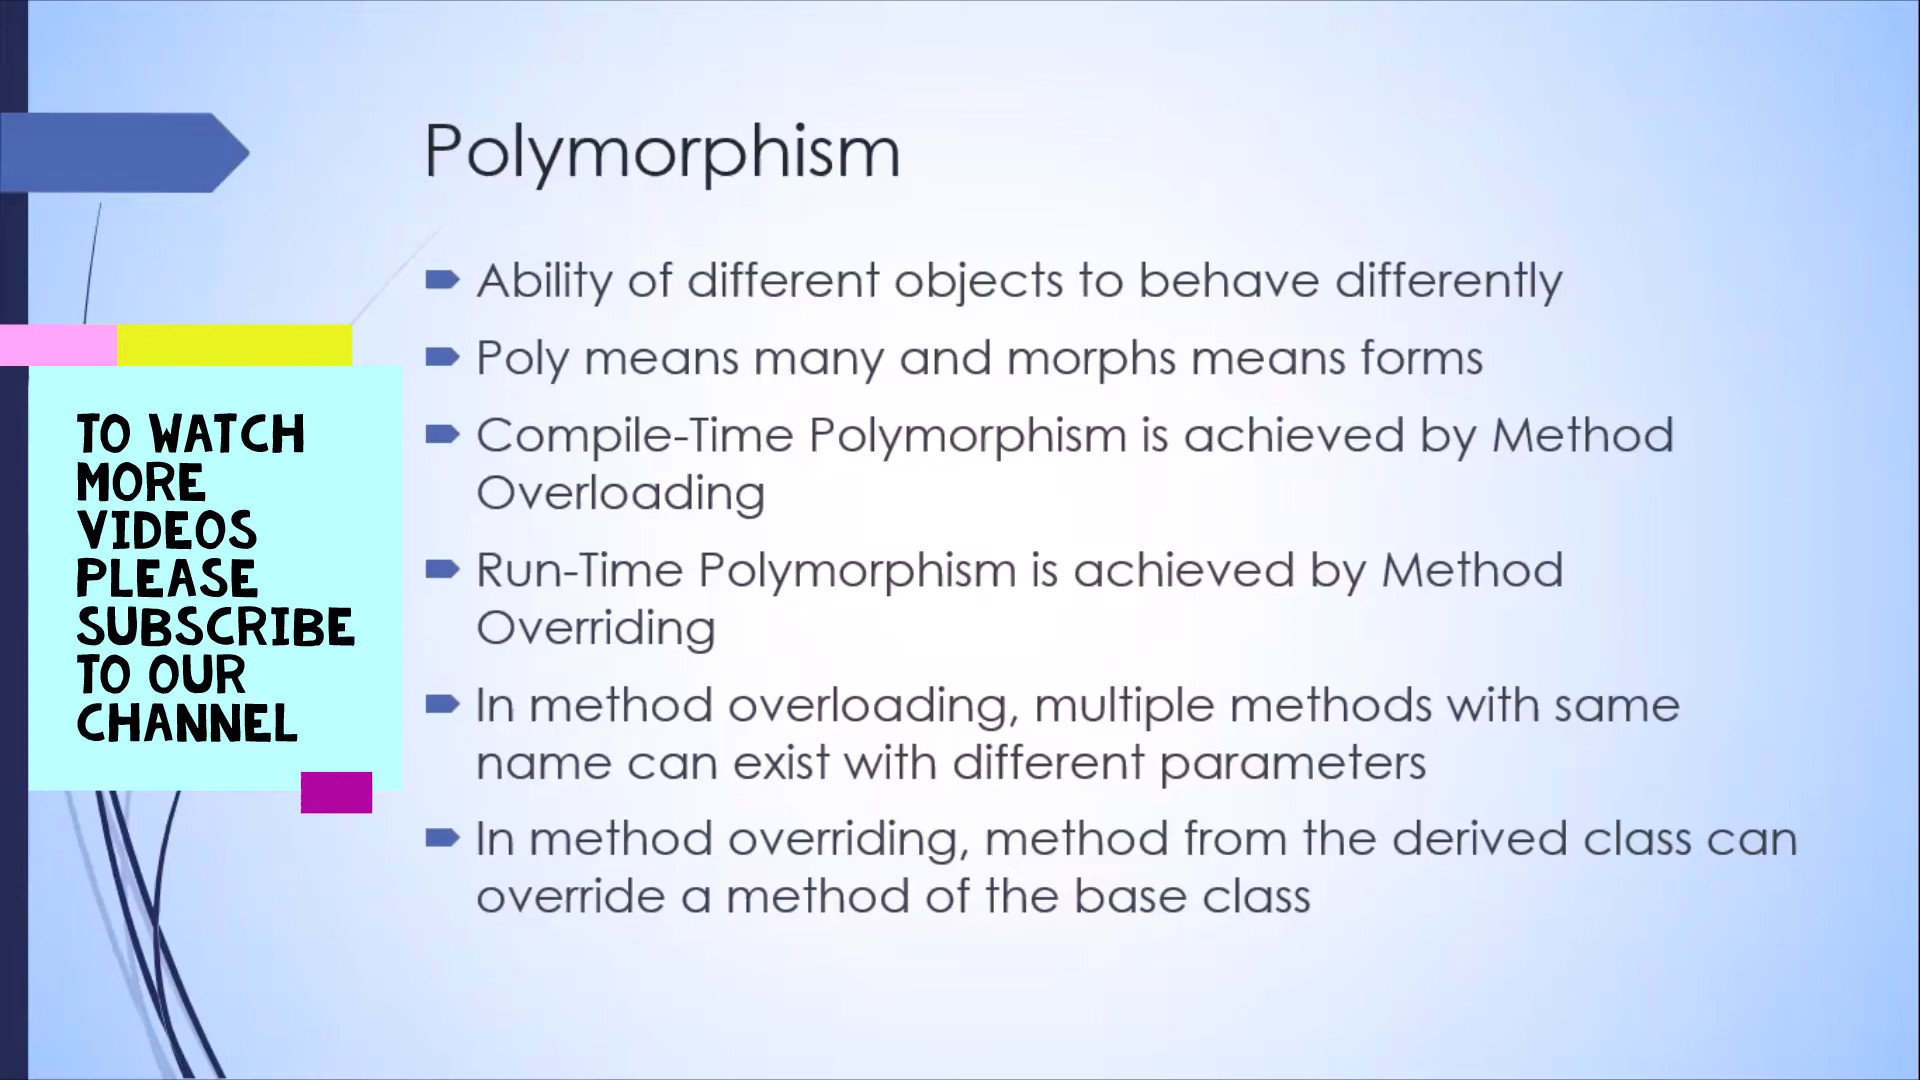 Polymorphism
Ability of different objects to behave differently
Poly means many and morphs means forms
Compile-Time Polymorphism is achieved by Method
Overloading
Run-Time Polymorphism is achieved by Method
Overriding
In method overloading, multiple methods with same
name can exist with different parameters
In method overriding, method from the derived class can
override a method of the base class
TO WATCH
MORE
VIDEOS
PLEASE
SUBSCRIBE
TO OUR
CHANNEL